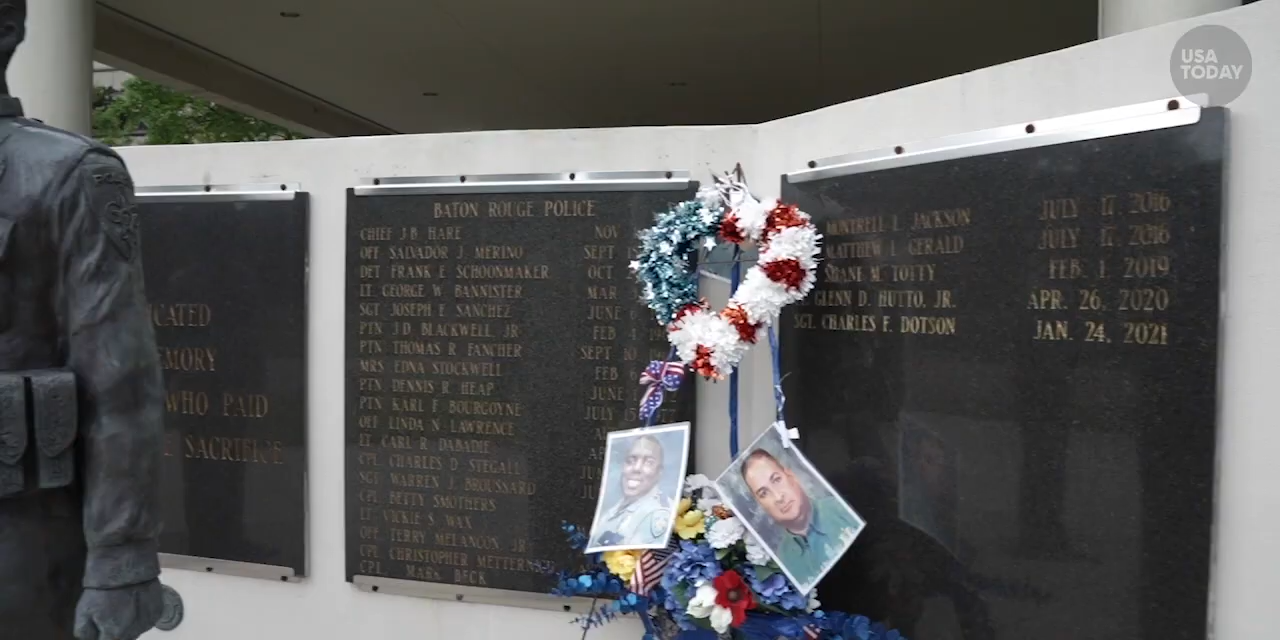 USA
TODAY
CATED
EMORY
WHO PAID
SACRIFICE
BATON ROUGE POLICE
CHIEF J.B. HARE NOV
OFF SALVADOR J. MERINO SEPT
DET FRANK E SCHOONMAKER OCT
LT GEORGE W BANNISTER MAR
SGT JOSEPH E SANCHEZ JUNE
PTN J.D. BLACKWELL, JR FEB 4
PTN THOMAS R FANCHER SEPT 10
MRS EDNA STOCKWELL FEB
PTN DENNIS R HEAP JUNE
PTN KARL F BOURGOYNE JULY
OFF LINDA N LAWRENCE
LT CARL R DABADIE
CPL CHARLES D STEGALL
SGT WARREN J BROUSSARD
CPL BETTY SMOTHERS
LT VICKIE S WAX
OFF TERRY MELANCON, JR
CPL CHRISTOPHER METTERN
CPL MARK BECK
MONTRELL L JACKSON JULY 17 2016
MATTHEW L GERALD JULY 17 2016
SHANE M. TOTTY FEB. 1, 2019
GLENN D. HUTTO, JR. APR. 26, 2020
SGT. CHARLES F. DOTSON JAN. 24, 2021